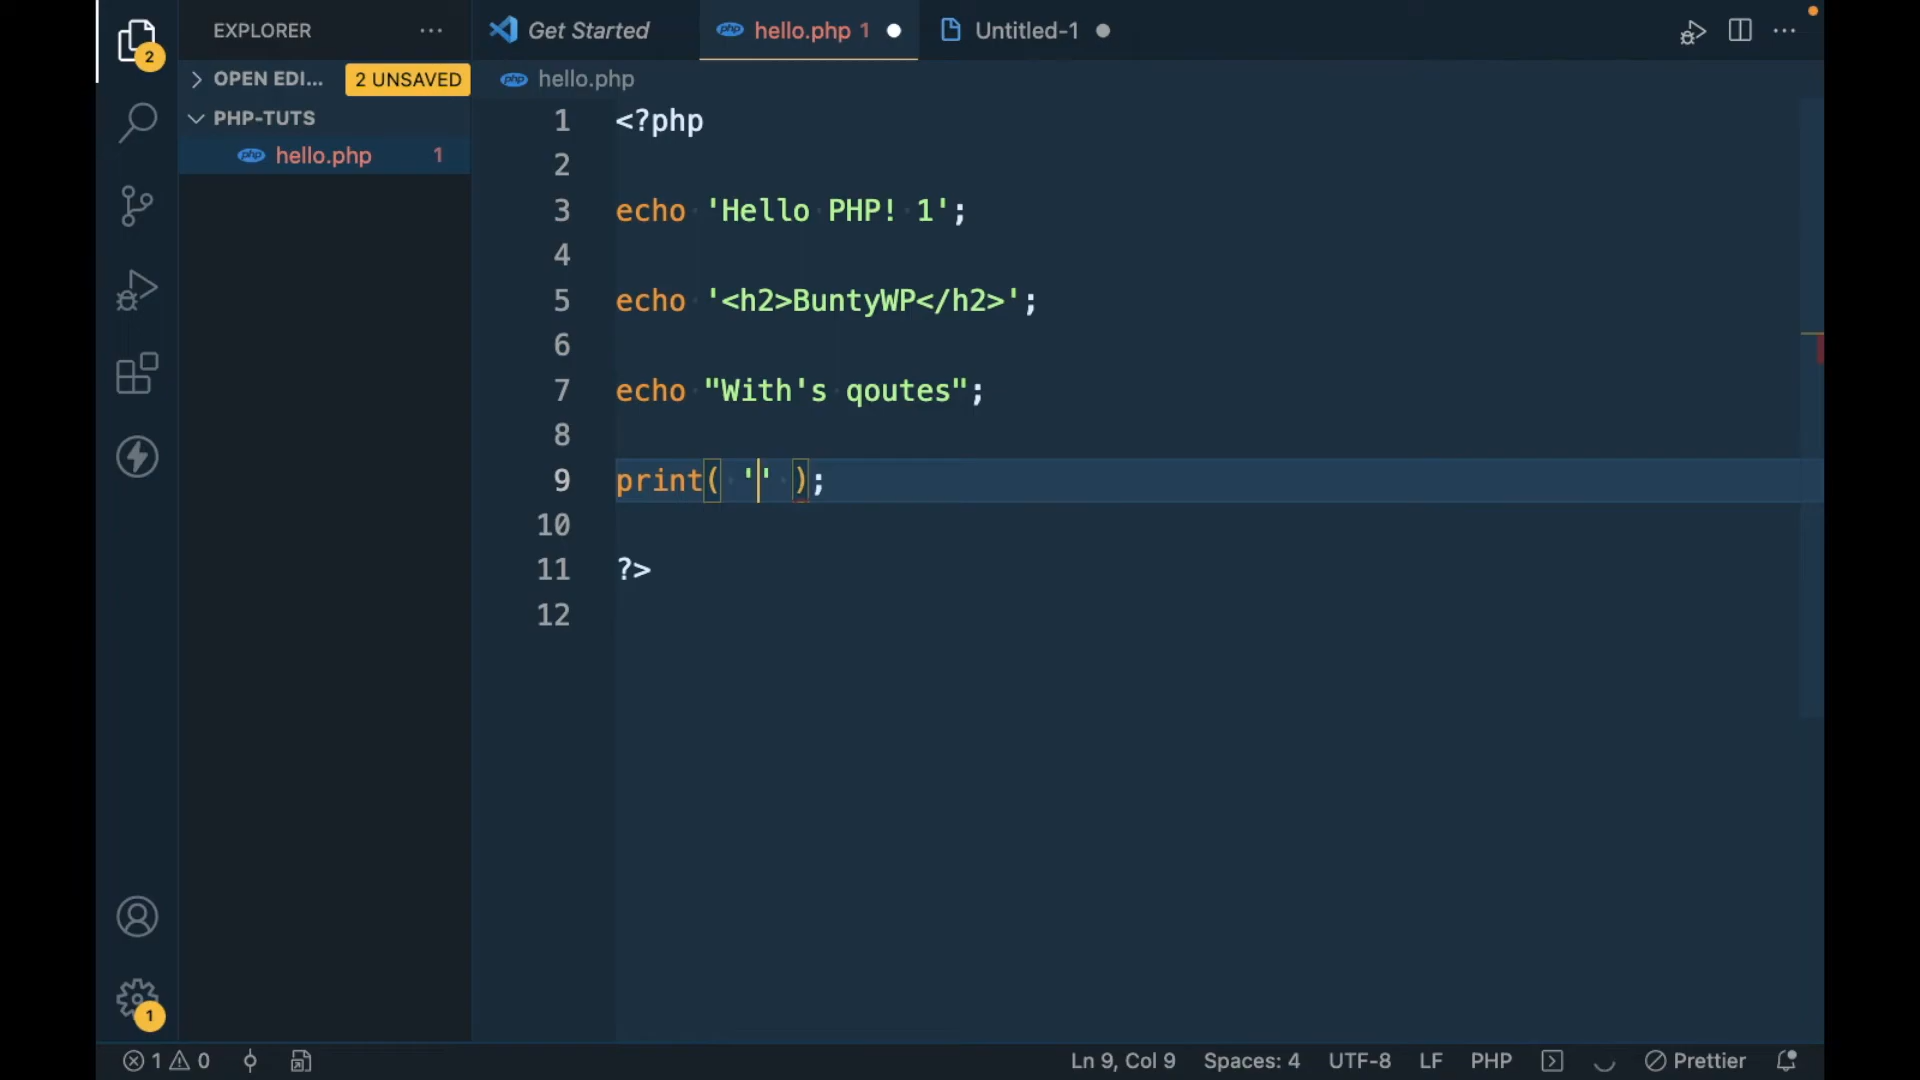 EXPLORER
Get Started
hello.php 1
Untitled-1
2
OPEN EDI...
2 UNSAVED
hello.php
PHP-TUTS
hello.php 1
1 <?php
2
3 echo 'Hello PHP! 1';
4
5 echo '<h2>BuntyWP</h2>';
6
7 echo "With's qoutes";
8
9 print( '' );
10
11 ?>
12
1
1 0
Ln 9, Col 9
Spaces: 4
UTF-8
LF
PHP
Prettier